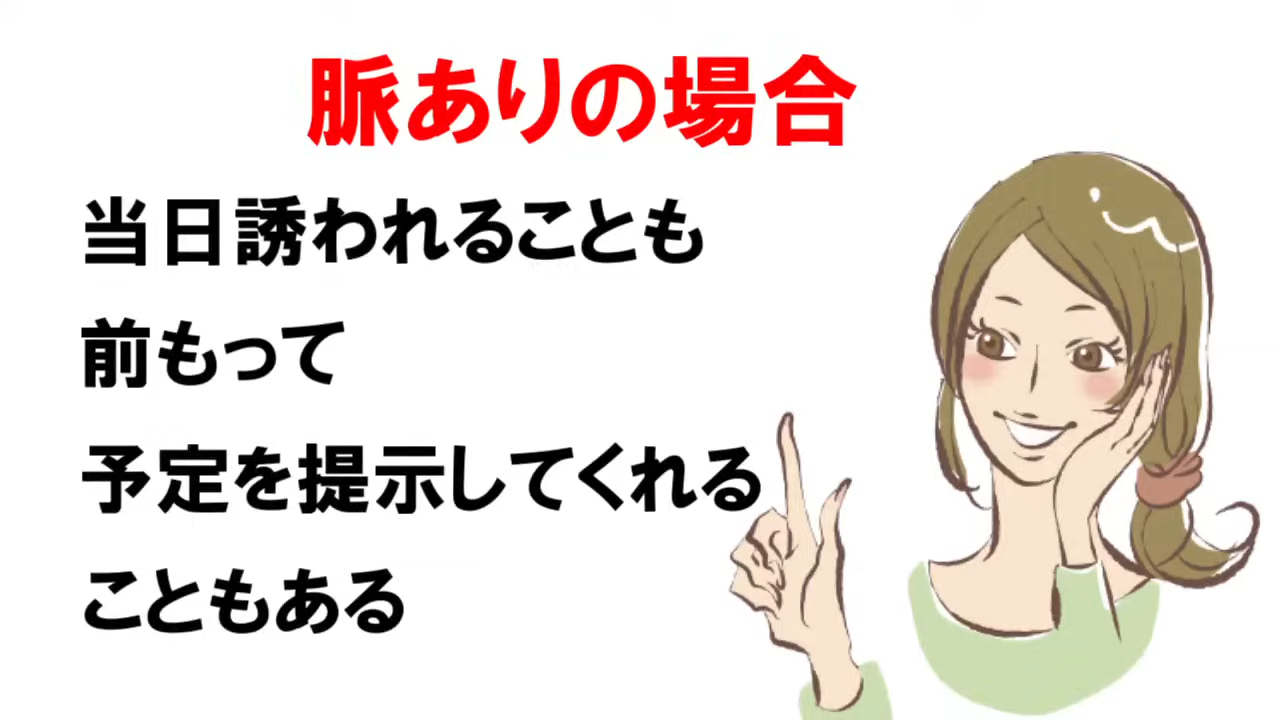 脈ありの場合
当日誘われることも
前もって
予定を提示してくれる
こともある